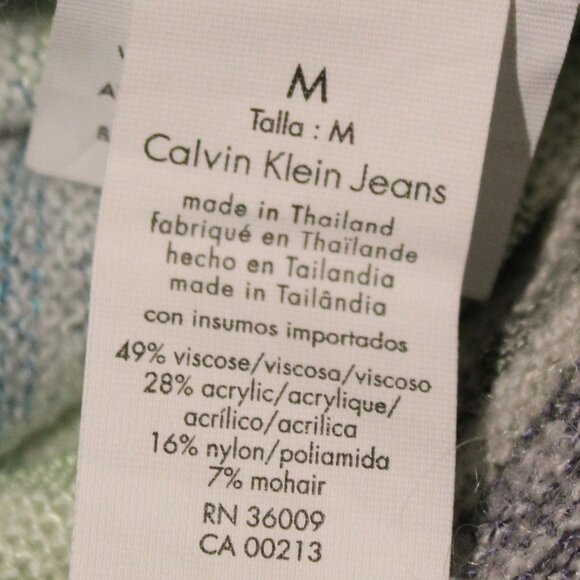 M
Talla : M
Calvin Klein Jeans
made in Thailand
fabriqué en Thaïlande
hecho en Tailandia
made in Tailândia
con insumos importados
49% viscose/viscosa/viscoso
28% acrylic/acrylique/
acrílico/acrilica
16% nylon/poliamida
7% mohair
RN 36009
CA 00213